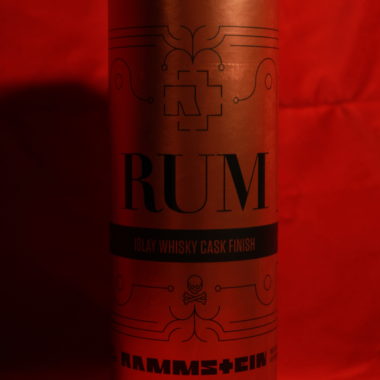 RUM
ISLAY WHISKY CASK FINISH
RAMMSTEIN